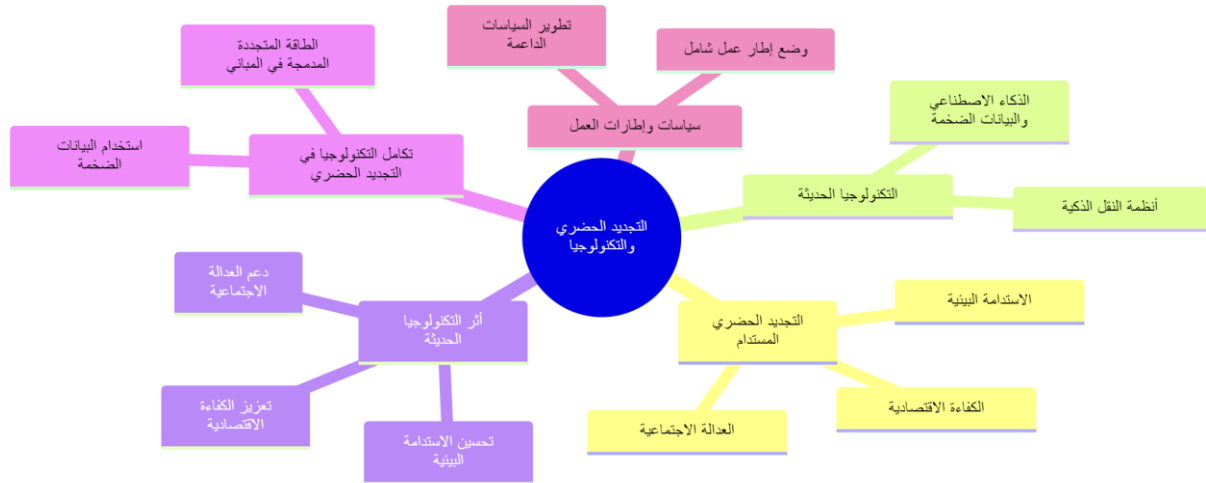 التجديد الحضري
والتكنولوجيا
سياسات وإطارات العمل
وضع إطار عمل شامل
تطوير السياسات
الداعمة
التكنولوجيا الحديثة
الذكاء الاصطناعي
والبيانات الضخمة
أنظمة النقل الذكية
التجديد الحضري
المستدام
الاستدامة البيئية
الكفاءة الاقتصادية
العدالة الاجتماعية
أثر التكنولوجيا
الحديثة
تحسين الاستدامة
البيئية
تعزيز الكفاءة
الاقتصادية
دعم العدالة
الاجتماعية
تكامل التكنولوجيا في
التجديد الحضري
استخدام البيانات
الضخمة
الطاقة المتجددة
المدمجة في المباني